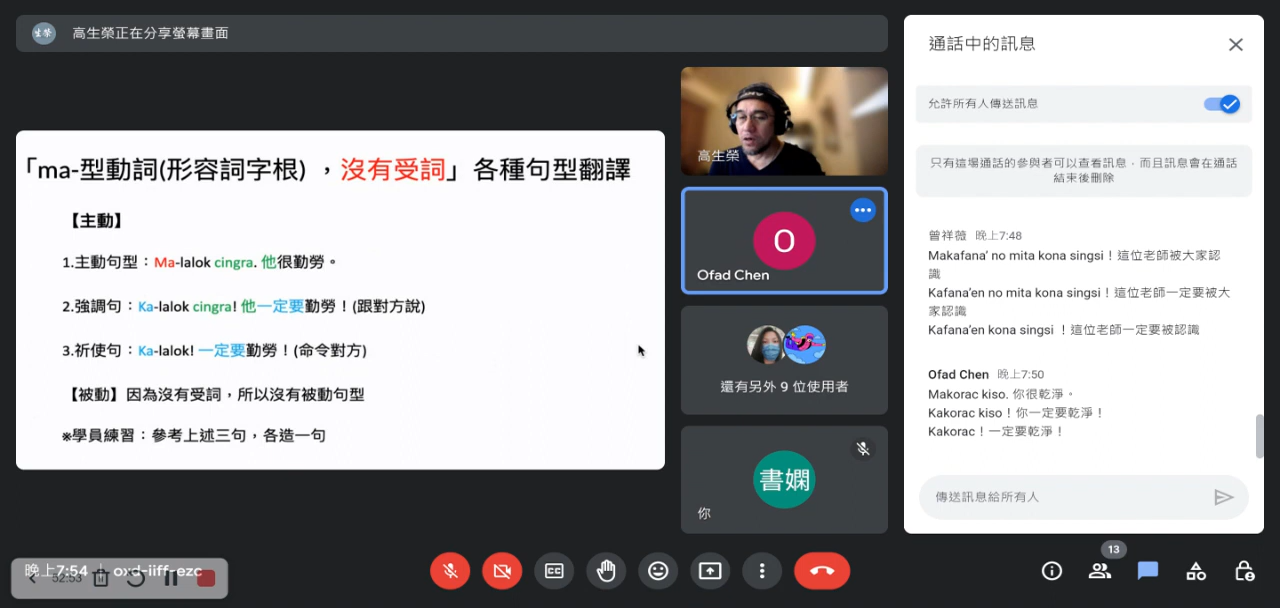 生榮
高生榮正在分享螢幕畫面
「ma-型動詞(形容詞字根) ，沒有受詞」各種句型翻譯
【主動】
1.主動句型：Ma-lalok cingra. 他很勤勞。
2.強調句：Ka-lalok cingra! 他一定要勤勞！(跟對方說)
3.祈使句：Ka-lalok! 一定要勤勞！(命令對方)
【被動】因為沒有受詞，所以沒有被動句型
※學員練習：參考上述三句，各造一句
高生榮
O
Ofad Chen
還有另外 9 位使用者
書嫻
你
通話中的訊息
允許所有人傳送訊息
只有這場通話的參與者可以查看訊息，而且訊息會在通話
結束後刪除
曾祥薇 晚上7:48
Makafana’ no mita kona singsi！這位老師被大家認
識
Kafana’en no mita kona singsi！這位老師一定要被大
家認識
Kafana’en kona singsi ！這位老師一定要被認識
Ofad Chen 晚上7:50
Makorac kiso. 你很乾淨。
Kakorac kiso！你一定要乾淨！
Kakorac！一定要乾淨！
傳送訊息給所有人
晚上7:54 | oxd-iiff-ezc
52:53
13